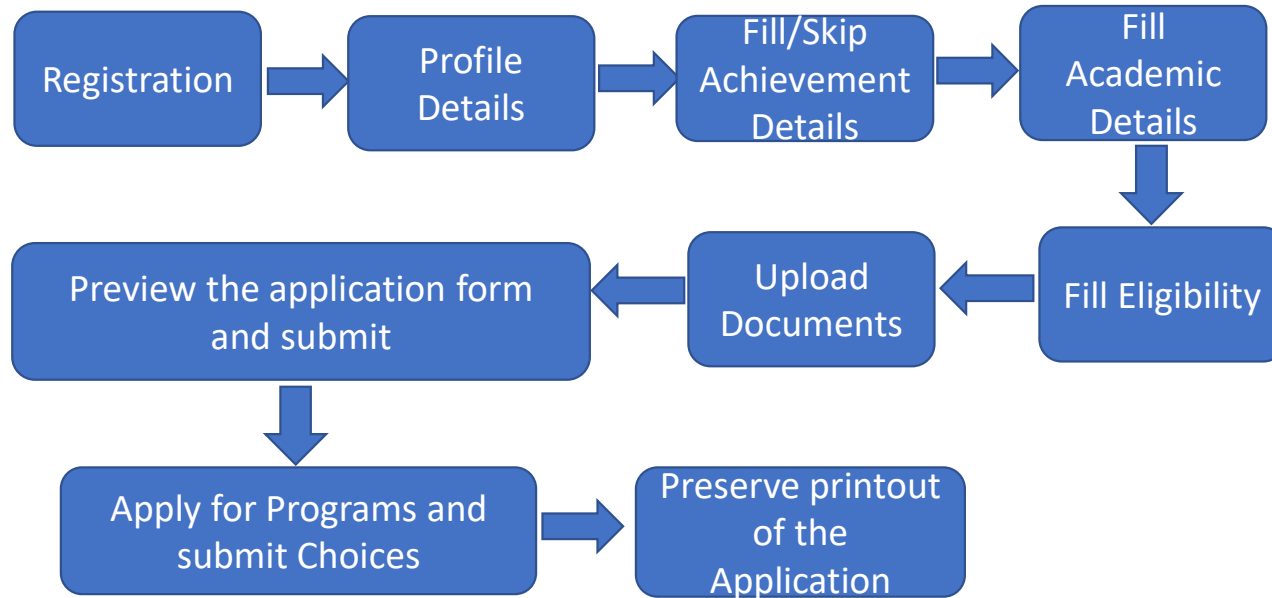 Registration
Profile
Details
Fill/Skip
Achievement
Details
Fill
Academic
Details
Fill Eligibility
Upload
Documents
Preview the application form
and submit
Apply for Programs and
submit Choices
Preserve printout
of the
Application